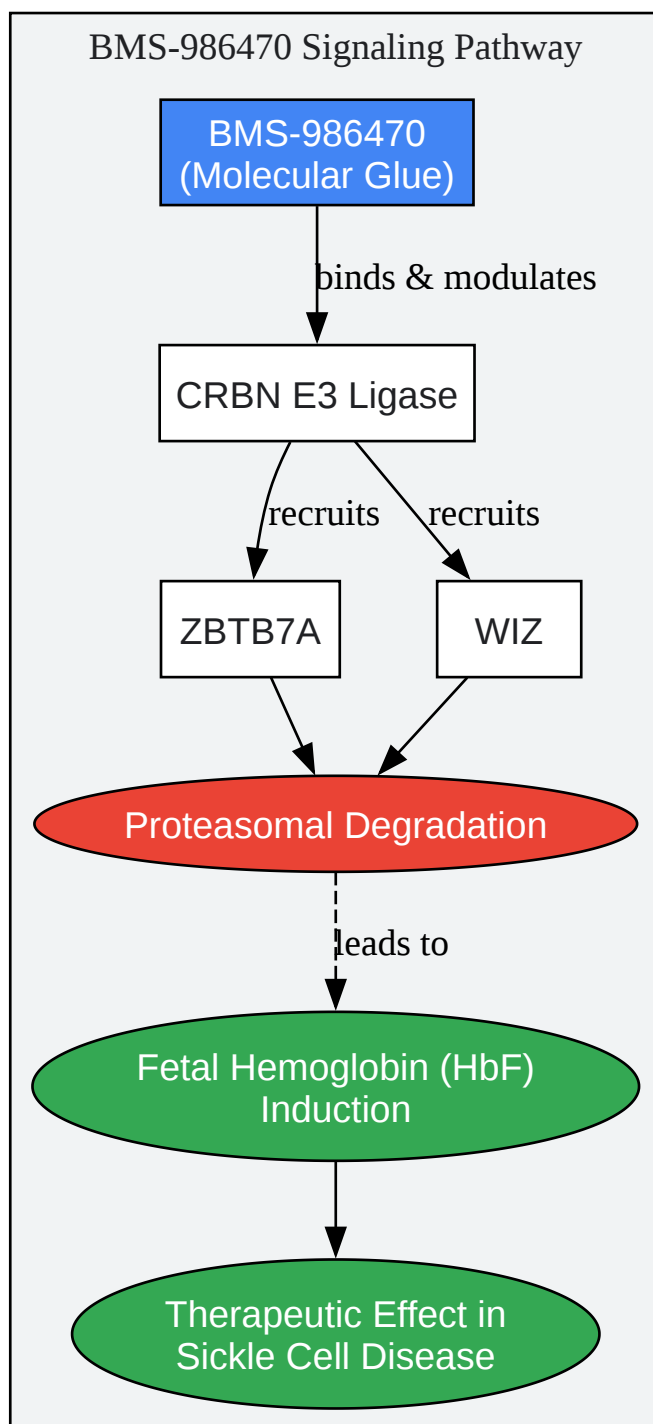 BMS-986470 Signaling Pathway
BMS-986470
(Molecular Glue)
binds & modulates
CRBN E3 Ligase
recruits
recruits
ZBTB7A
WIZ
Proteasomal Degradation
leads to
Fetal Hemoglobin (HbF)
Induction
Therapeutic Effect in
Sickle Cell Disease